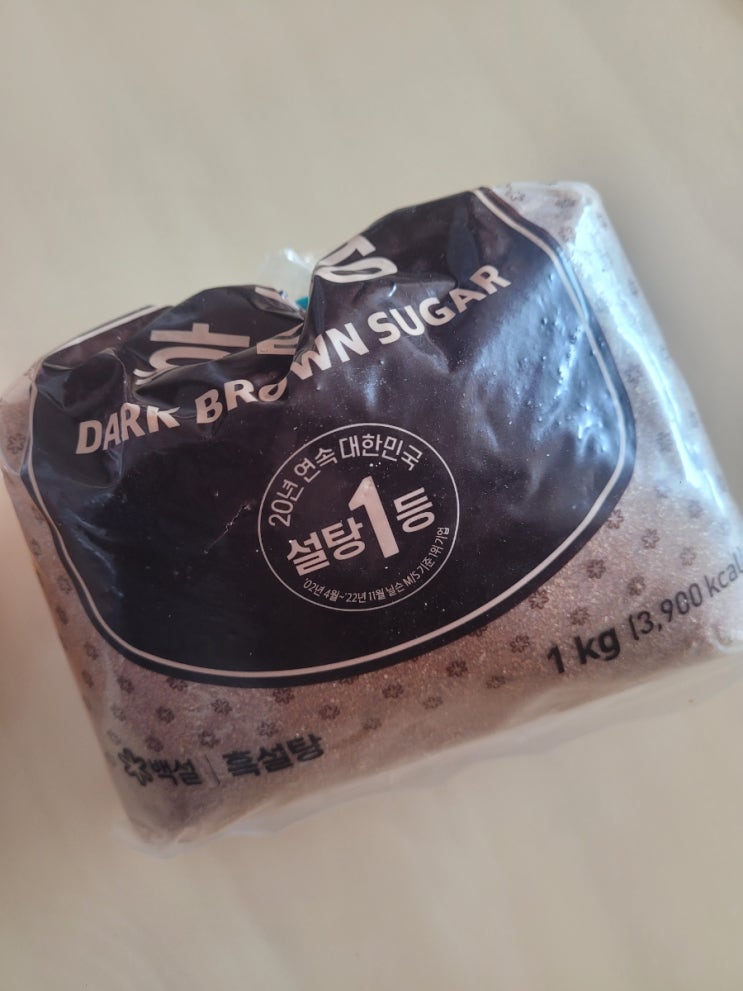 DARK BROWN SUGAR
20년 연속 대한민국
설탕 1등
'02년 4월~'22년 11월 닐슨 M/S 기준 1위 기업
1 kg (3,900 kcal)
백설 | 흑설탕